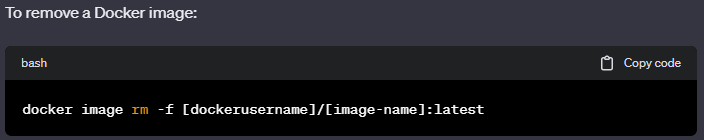 To remove a Docker image:
bash
Copy code
docker image rm -f [dockerusername]/[image-name]:latest